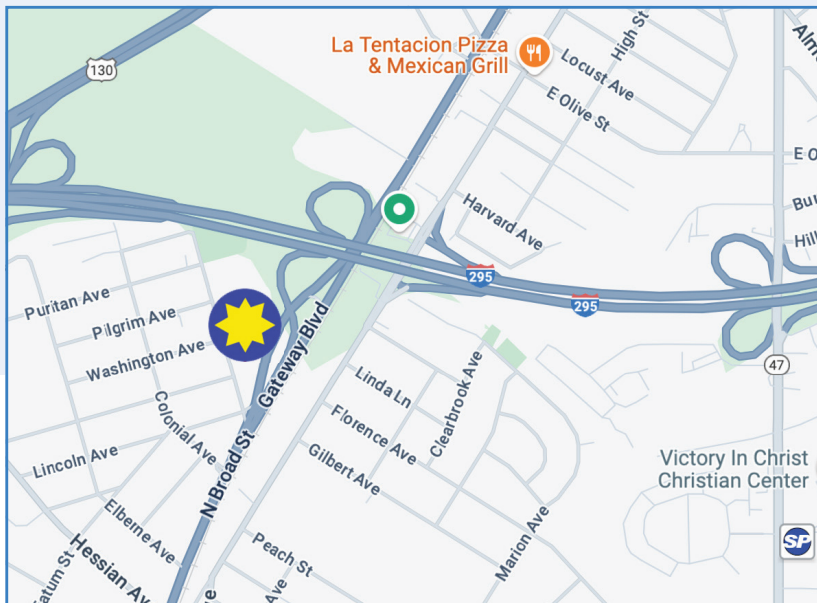 La Tentacion Pizza
& Mexican Grill
130
High St
Locust Ave
E Olive St
Harvard Ave
295
295
Puritan Ave
Pilgrim Ave
Washington Ave
Gateway Blvd
47
Linda Ln
Clearbrook Ave
Colonial Ave
Florence Ave
Lincoln Ave
N Broad St
Gilbert Ave
Victory In Christ
Christian Center
Elberne Ave
Marion Ave
SP
Peach St
Hessian Av
Ave